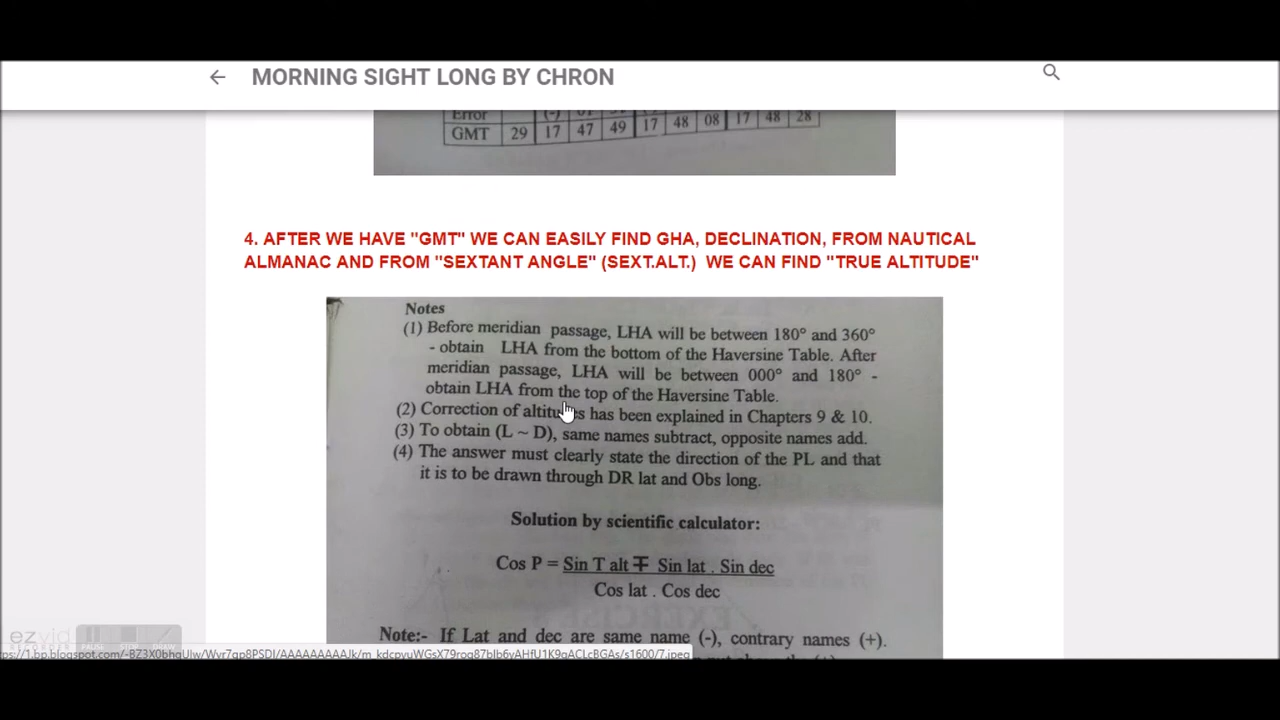 MORNING SIGHT LONG BY CHRON
Error
GMT 29 17 47 49 17 48 08 17 48 28
4. AFTER WE HAVE "GMT" WE CAN EASILY FIND GHA, DECLINATION, FROM NAUTICAL
ALMANAC AND FROM "SEXTANT ANGLE" (SEXT.ALT.) WE CAN FIND "TRUE ALTITUDE"
Notes
(1) Before meridian passage, LHA will be between 180° and 360°
- obtain LHA from the bottom of the Haversine Table. After
meridian passage, LHA will be between 000° and 180° -
obtain LHA from the top of the Haversine Table.
(2) Correction of altitudes has been explained in Chapters 9 & 10.
(3) To obtain (L ~ D), same names subtract, opposite names add.
(4) The answer must clearly state the direction of the PL and that
it is to be drawn through DR lat and Obs long.
Solution by scientific calculator:
Cos P = Sin T alt ∓ Sin lat . Sin dec
Cos lat . Cos dec
Note:- If Lat and dec are same name (-), contrary names (+).
ezvid